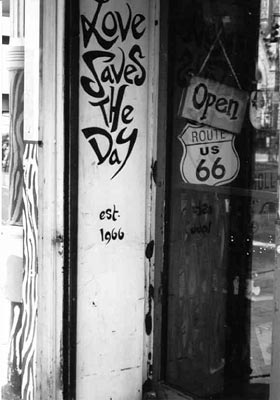 Love
Saves
The
Day
est.
1966
Open
ROUTE
US
66